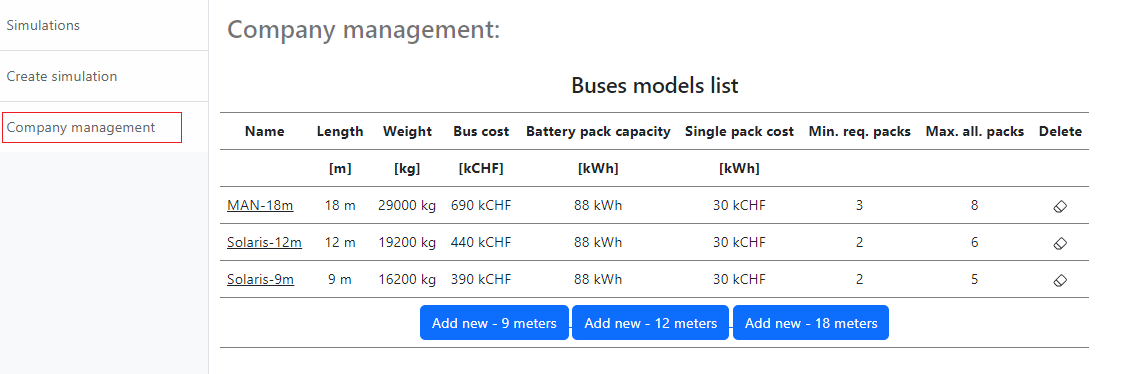 Simulations
Create simulation
Company management
Company management:
Buses models list
Name Length Weight Bus cost Battery pack capacity Single pack cost Min. req. packs Max. all. packs Delete
[m] [kg] [kCHF] [kWh] [kWh]
MAN-18m 18 m 29000 kg 690 kCHF 88 kWh 30 kCHF 3 8
Solaris-12m 12 m 19200 kg 440 kCHF 88 kWh 30 kCHF 2 6
Solaris-9m 9 m 16200 kg 390 kCHF 88 kWh 30 kCHF 2 5
Add new - 9 meters Add new - 12 meters Add new - 18 meters